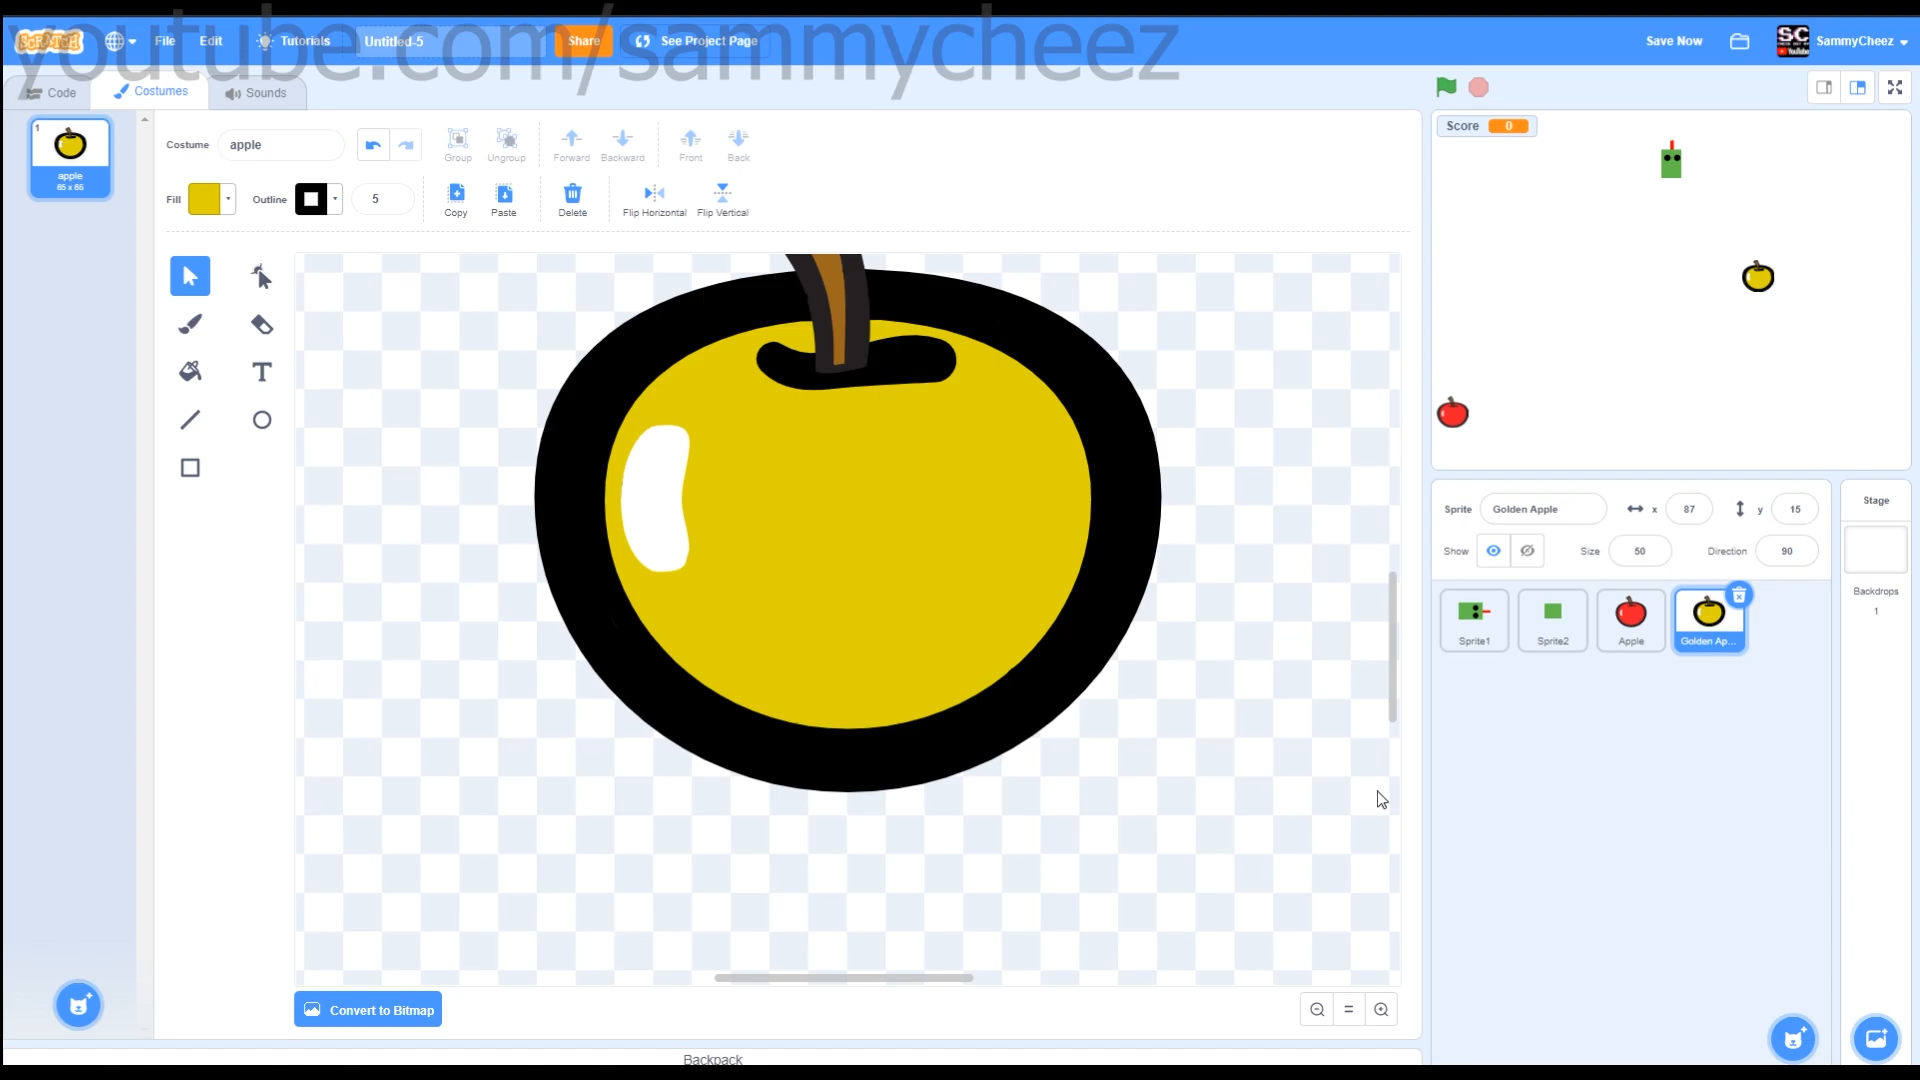 youtube.com/sammycheez
SCRATCH File Edit Tutorials Untitled-5 Share See Project Page Save Now SC SammyCheez
Code Costumes Sounds
1
apple
65 x 65
Costume apple Group Ungroup Forward Backward Front Back
Fill Outline 5 Copy Paste Delete Flip Horizontal Flip Vertical
T
Convert to Bitmap
Backpack
Score 0
Sprite Golden Apple x 87 y 15
Show Size 50 Direction 90
Sprite1 Sprite2 Apple Golden Ap...
Stage
Backdrops
1